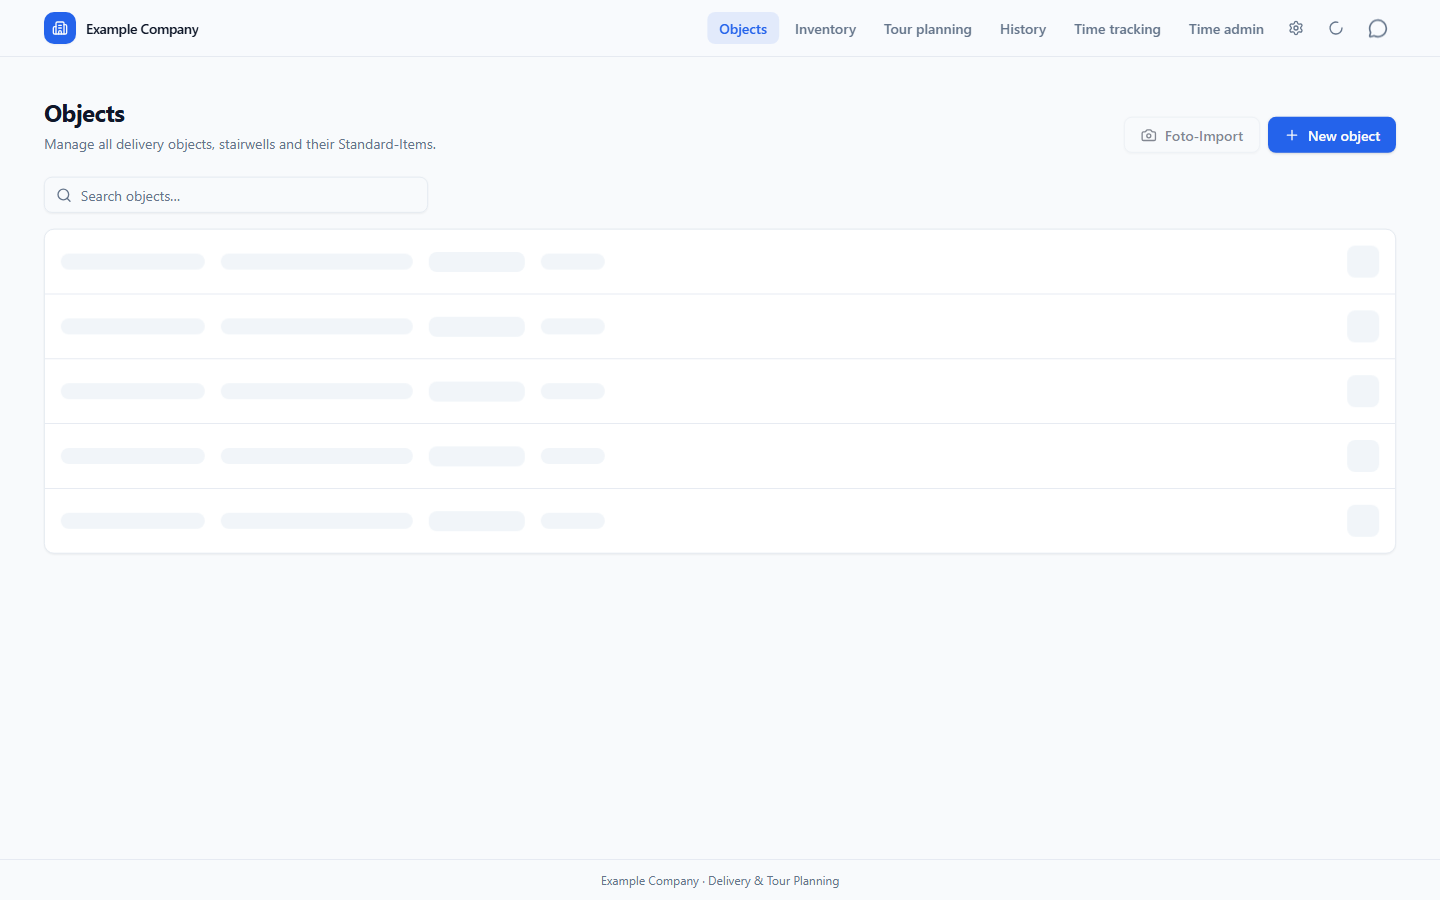 Example Company
Objects
Inventory
Tour planning
History
Time tracking
Time admin
Objects
Manage all delivery objects, stairwells and their Standard-Items.
Foto-Import
New object
Search objects...
Example Company · Delivery & Tour Planning